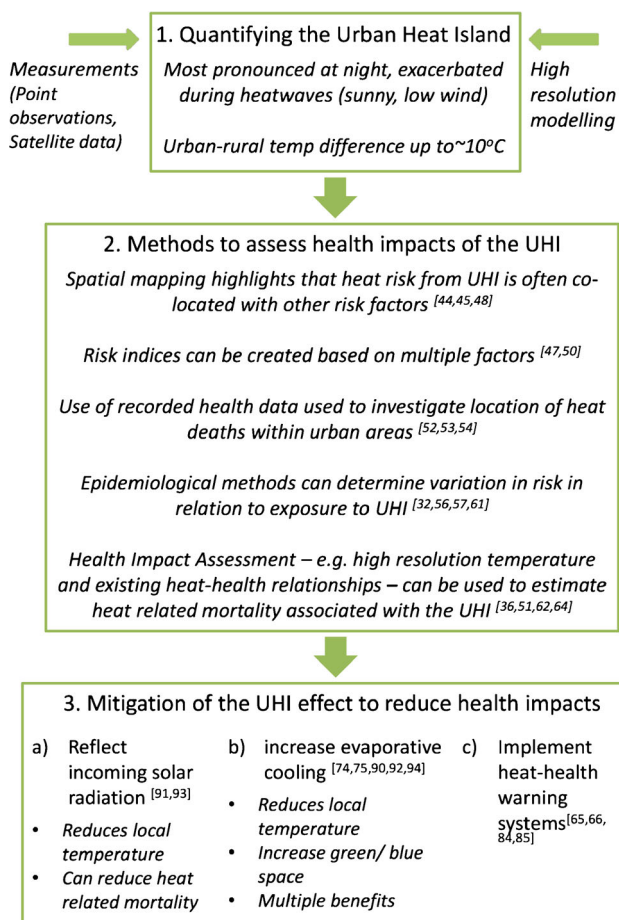 1. Quantifying the Urban Heat Island
Measurements
(Point
observations,
Satellite data)
Most pronounced at night, exacerbated
during heatwaves (sunny, low wind)
Urban-rural temp difference up to~10°C
High
resolution
modelling
2. Methods to assess health impacts of the UHI
Spatial mapping highlights that heat risk from UHI is often co-
located with other risk factors [44,45,48]
Risk indices can be created based on multiple factors [47,50]
Use of recorded health data used to investigate location of heat
deaths within urban areas [52,53,54]
Epidemiological methods can determine variation in risk in
relation to exposure to UHI [32,56,57,61]
Health Impact Assessment – e.g. high resolution temperature
and existing heat-health relationships – can be used to estimate
heat related mortality associated with the UHI [36,51,62,64]
3. Mitigation of the UHI effect to reduce health impacts
a) Reflect
incoming solar
radiation [91,93]
• Reduces local
temperature
• Can reduce heat
related mortality
b) increase evaporative
cooling [74,75,90,92,94]
• Reduces local
temperature
• Increase green/ blue
space
• Multiple benefits
c) Implement
heat-health
warning
systems[65,66,
84,85]